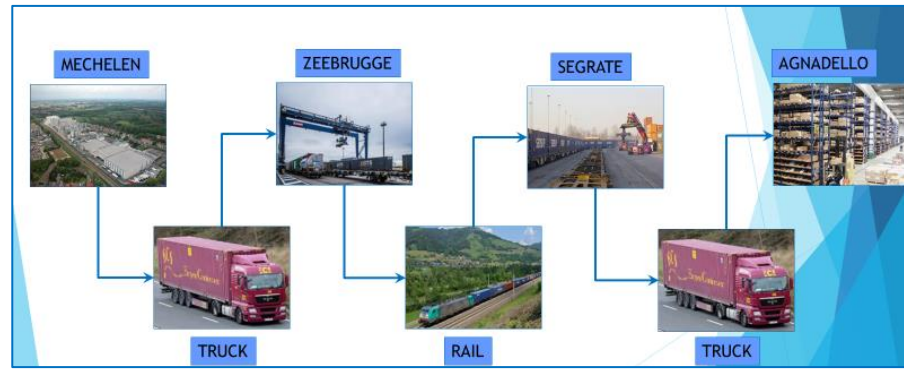 MECHELEN
ZEEBRUGGE
SEGRATE
AGNADELLO
TRUCK
RAIL
TRUCK